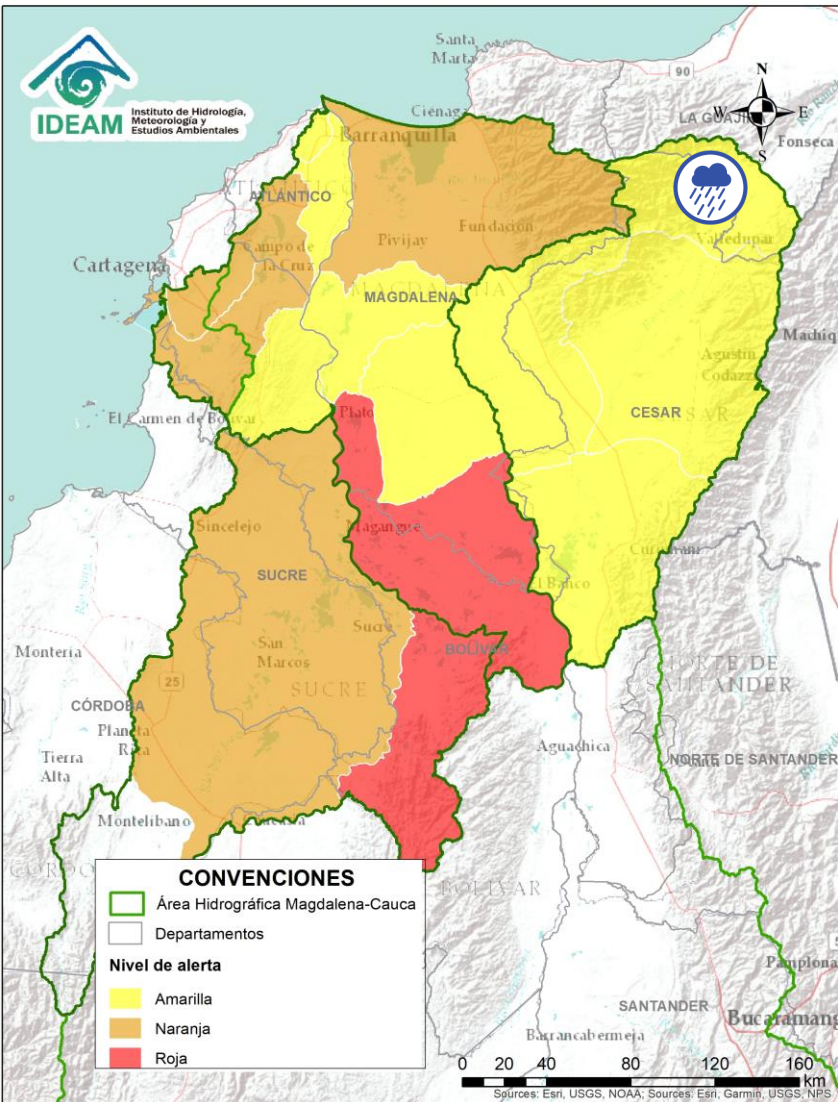 IDEAM
Instituto de Hidrología,
Meteorología y
Estudios Ambientales
Santa
Marta
90
N
W
E
S
LA GUAJI
Ciénaga
Fonseca
Barranquilla
ATLÁNTICO
Campo de
la Cruz
Pivijay
Fundación
Valledupar
Cartagena
MAGDALENA
Machiq
Agustín
Codazzi
El Carmen de Bolívar
Plato
CESAR
Sincelejo
Magangué
SUCRE
El Banco
Sucre
Montería
San
Marcos
BOLÍVAR
SUCRE
25
NORTE DE
SANTANDER
CÓRDOBA
Planeta
Rica
Tierra
Alta
Aguachica
NORTE DE SANTANDER
Montelíbano
BOLÍVAR
CONVENCIONES
Área Hidrográfica Magdalena-Cauca
Departamentos
Nivel de alerta
Amarilla
Naranja
Roja
Pamplona
SANTANDER
Bucaramang
Barrancabermeja
0 20 40 80 120 160
km
Sources: Esri, USGS, NOAA; Sources: Esri, Garmin, USGS, NPS